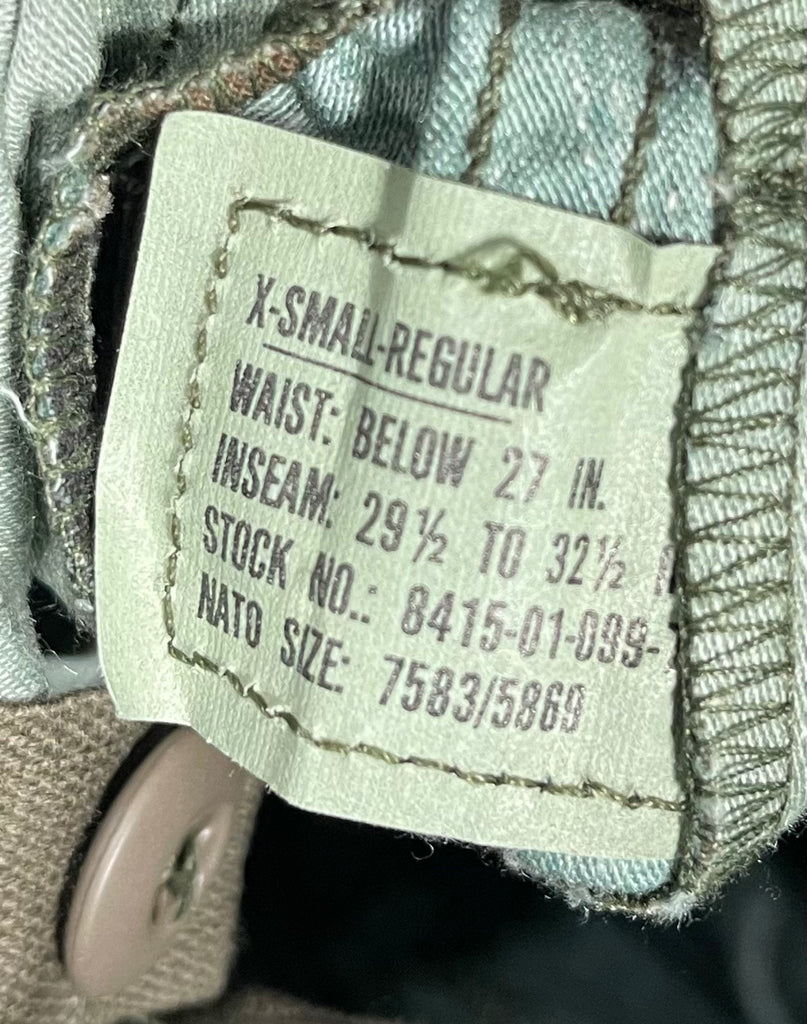 X-SMALL-REGULAR
WAIST: BELOW 27 IN.
INSEAM: 29½ TO 32½
STOCK NO.: 8415-01-099-
NATO SIZE: 7583/5869